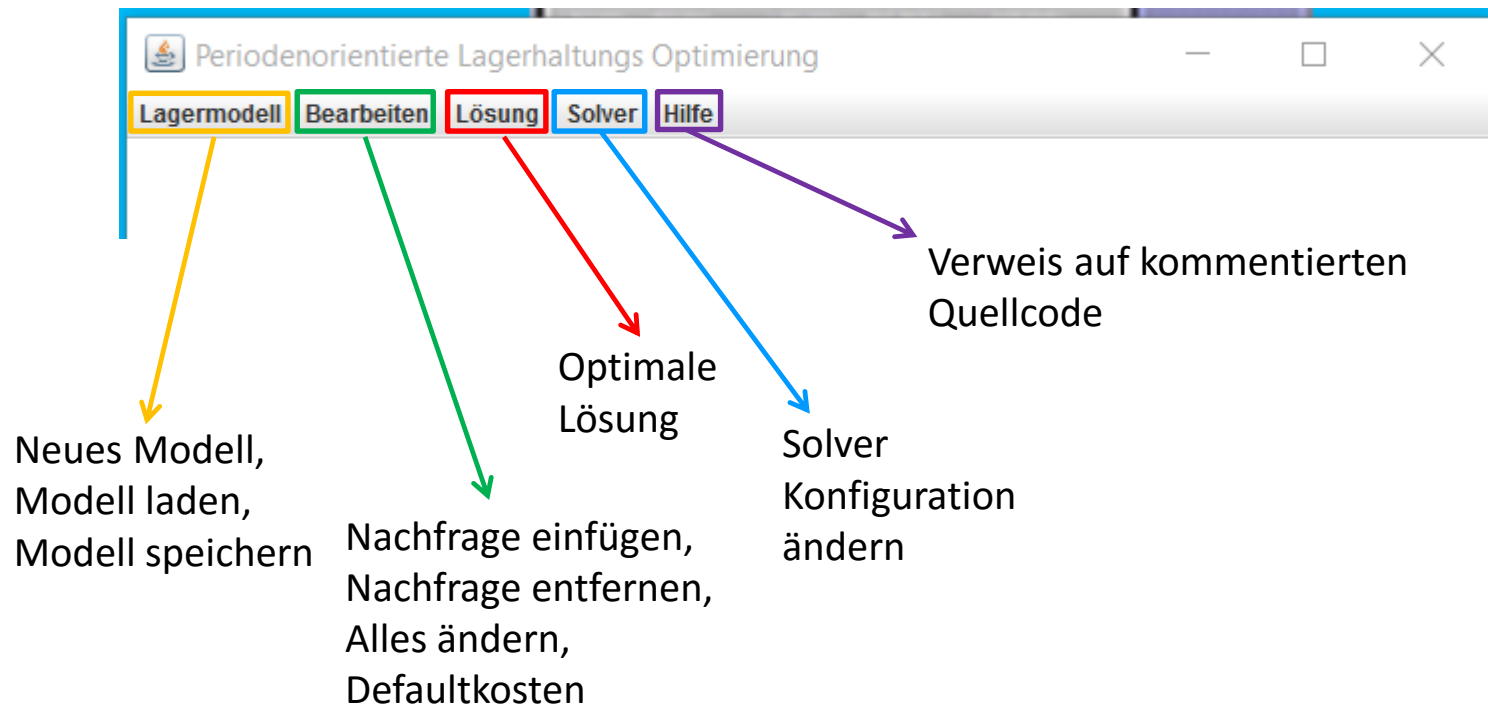 Periodenorientierte Lagerhaltungs Optimierung
Lagermodell Bearbeiten Lösung Solver Hilfe
Verweis auf kommentierten
Quellcode
Optimale
Lösung
Solver
Konfiguration
ändern
Neues Modell,
Modell laden,
Modell speichern
Nachfrage einfügen,
Nachfrage entfernen,
Alles ändern,
Defaultkosten